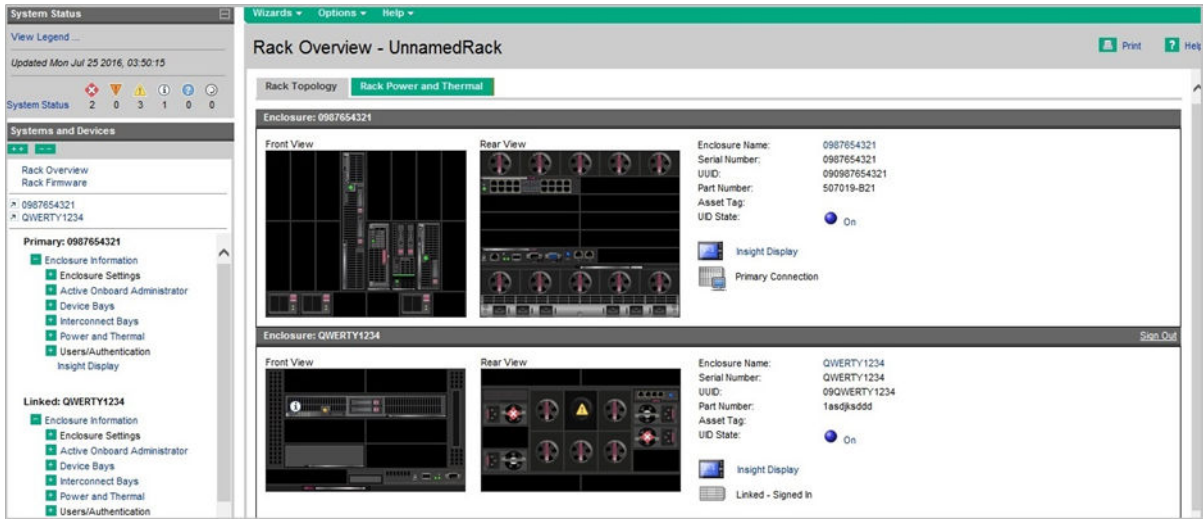 System Status
View Legend ...
Updated Mon Jul 25 2016, 03:50:15
System Status 2 0 3 1 0 0
Systems and Devices
Rack Overview
Rack Firmware
0987654321
QWERTY1234
Primary: 0987654321
Enclosure Information
Enclosure Settings
Active Onboard Administrator
Device Bays
Interconnect Bays
Power and Thermal
Users/Authentication
Insight Display
Linked: QWERTY1234
Enclosure Information
Enclosure Settings
Active Onboard Administrator
Device Bays
Interconnect Bays
Power and Thermal
Users/Authentication
Wizards Options Help
Rack Overview - UnnamedRack
Print Help
Rack Topology Rack Power and Thermal
Enclosure: 0987654321
Front View Rear View
Enclosure Name: 0987654321
Serial Number: 0987654321
UUID: 090987654321
Part Number: 507019-B21
Asset Tag:
UID State: On
Insight Display
Primary Connection
Enclosure: QWERTY1234 Sign Out
Front View Rear View
Enclosure Name: QWERTY1234
Serial Number: QWERTY1234
UUID: 09QWERTY1234
Part Number: 1asdjksddd
Asset Tag:
UID State: On
Insight Display
Linked - Signed In